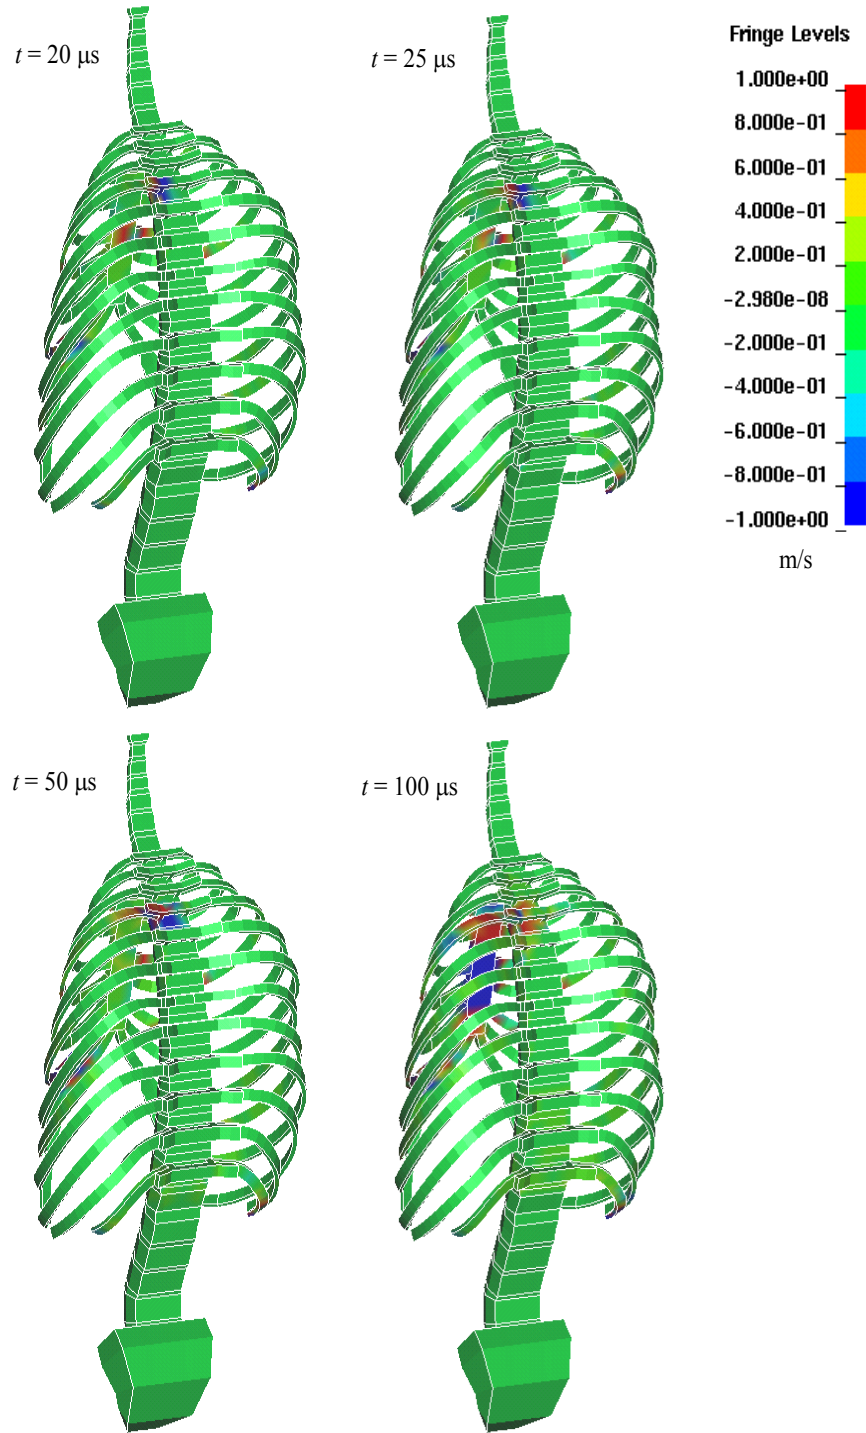 t = 20 μs
t = 25 μs
Fringe Levels
1.000e+00
8.000e-01
6.000e-01
4.000e-01
2.000e-01
-2.980e-08
-2.000e-01
-4.000e-01
-6.000e-01
-8.000e-01
-1.000e+00
m/s
t = 50 μs
t = 100 μs